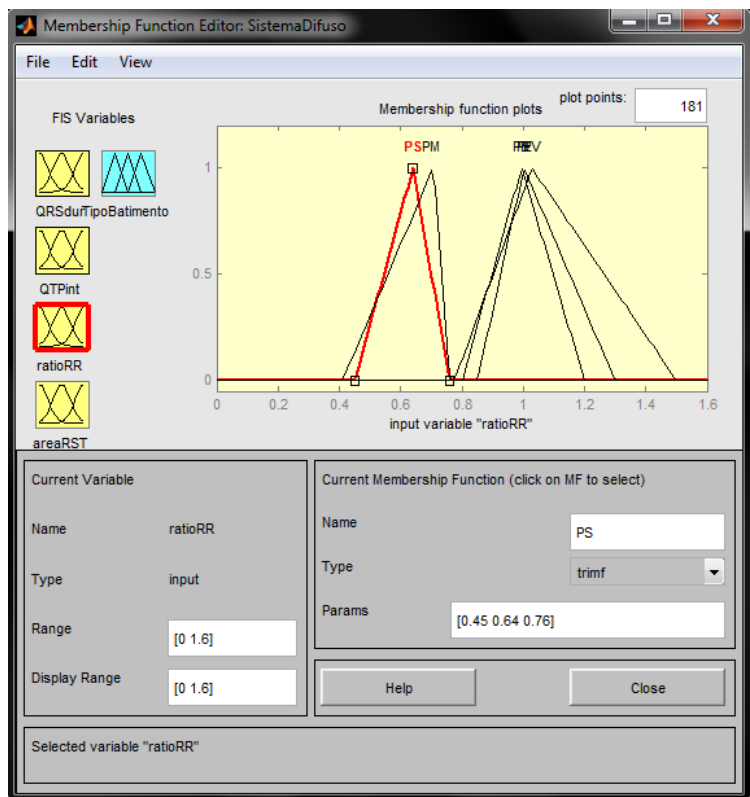 Membership Function Editor: SistemaDifuso
File Edit View
FIS Variables
QRSdur
TipoBatimento
QTPint
ratioRR
areaRST
Membership function plots
plot points:
181
PS
PM
1
0.5
0
0 0.2 0.4 0.6 0.8 1 1.2 1.4 1.6
input variable "ratioRR"
Current Variable
Name ratioRR
Type input
Range [0 1.6]
Display Range [0 1.6]
Current Membership Function (click on MF to select)
Name PS
Type trimf
Params [0.45 0.64 0.76]
Help Close
Selected variable "ratioRR"